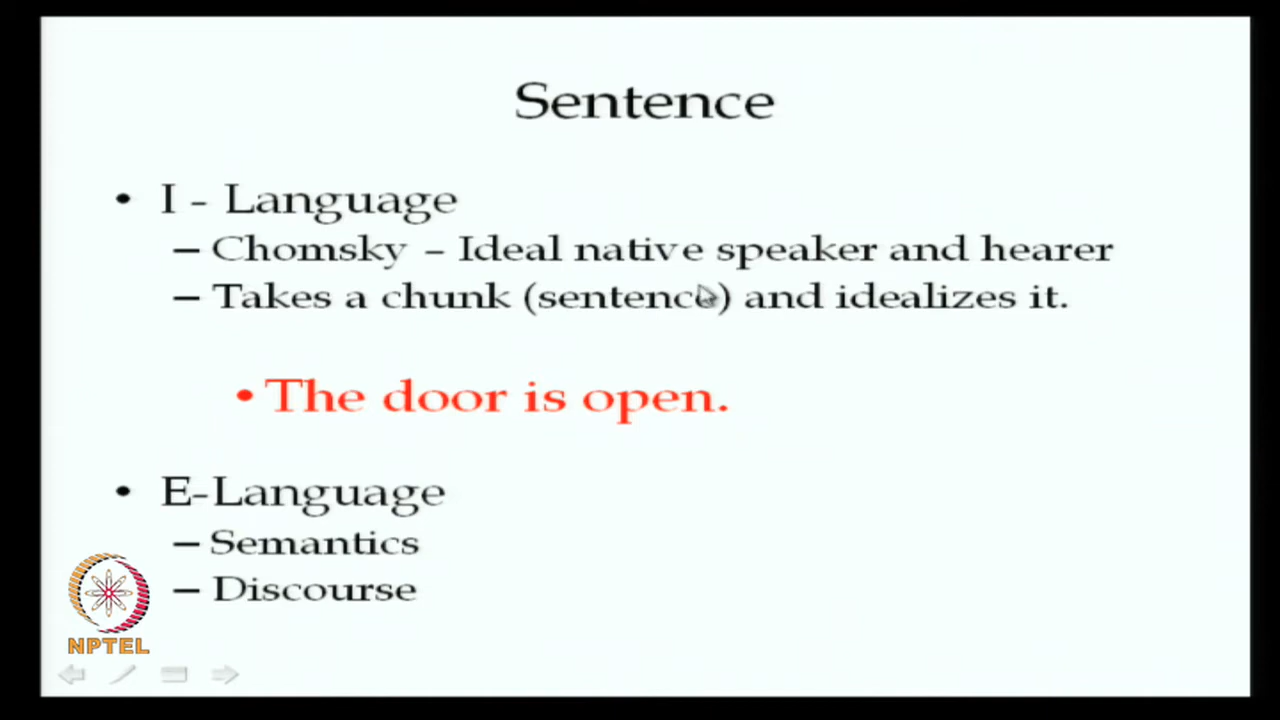 Sentence
• I - Language
– Chomsky – Ideal native speaker and hearer
– Takes a chunk (sentence) and idealizes it.
• The door is open.
• E-Language
– Semantics
– Discourse
NPTEL